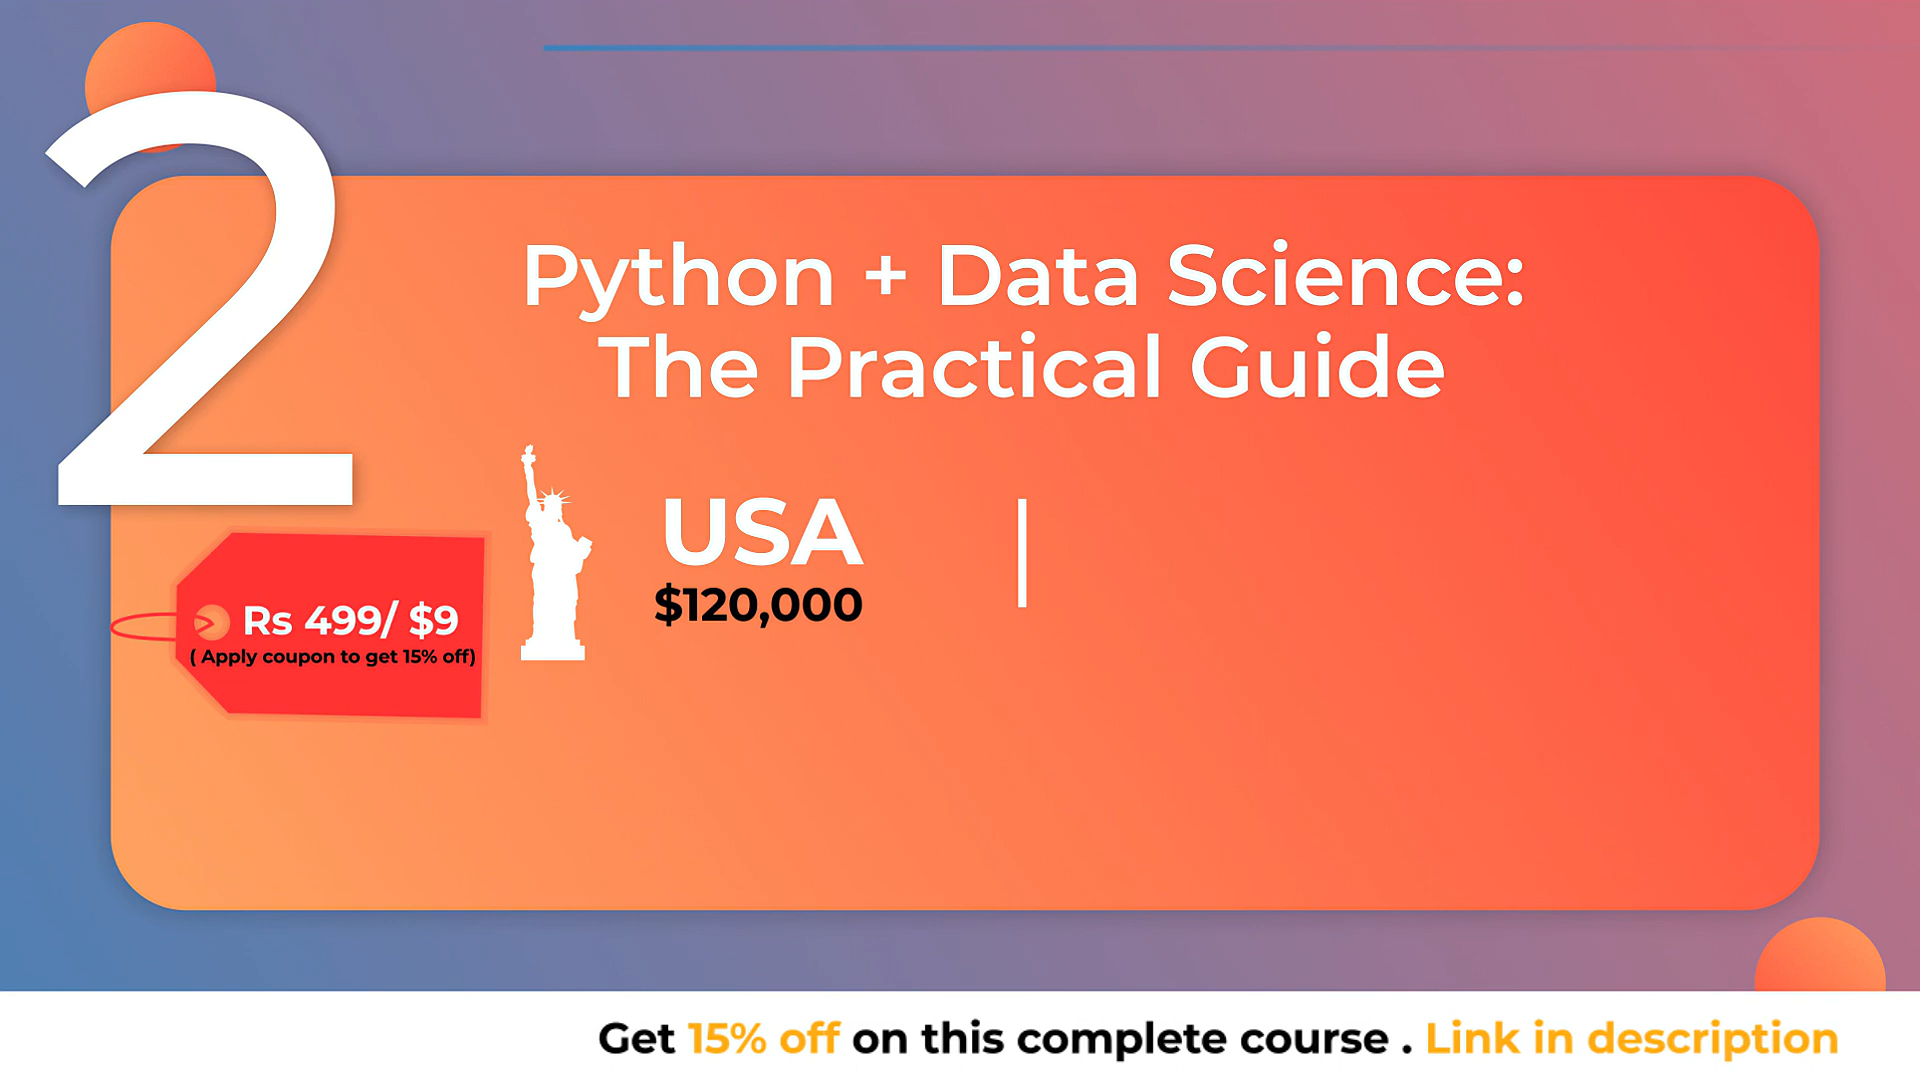 2
Python + Data Science:
The Practical Guide
USA
$120,000
Rs 499/ $9
( Apply coupon to get 15% off)
Get 15% off on this complete course . Link in description